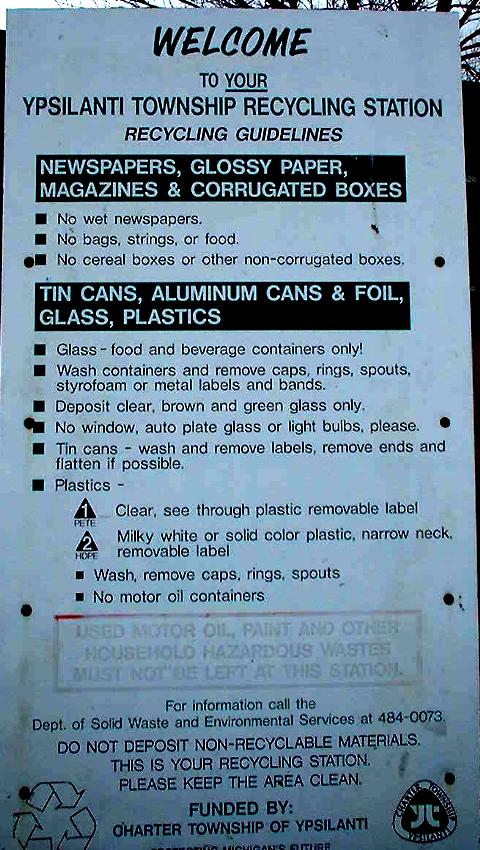 WELCOME
TO YOUR
YPSILANTI TOWNSHIP RECYCLING STATION
RECYCLING GUIDELINES
NEWSPAPERS, GLOSSY PAPER,
MAGAZINES & CORRUGATED BOXES
■ No wet newspapers.
■ No bags, strings, or food.
■ No cereal boxes or other non-corrugated boxes.
TIN CANS, ALUMINUM CANS & FOIL,
GLASS, PLASTICS
■ Glass - food and beverage containers only!
■ Wash containers and remove caps, rings, spouts,
styrofoam or metal labels and bands.
■ Deposit clear, brown and green glass only.
■ No window, auto plate glass or light bulbs, please.
■ Tin cans - wash and remove labels, remove ends and
flatten if possible.
■ Plastics -
1 PETE Clear, see through plastic removable label
2 HDPE Milky white or solid color plastic, narrow neck,
removable label
■ Wash, remove caps, rings, spouts
■ No motor oil containers
USED MOTOR OIL, PAINT AND OTHER
HOUSEHOLD HAZARDOUS WASTES
MUST NOT BE LEFT AT THIS STATION.
For information call the
Dept. of Solid Waste and Environmental Services at 484-0073.
DO NOT DEPOSIT NON-RECYCLABLE MATERIALS.
THIS IS YOUR RECYCLING STATION.
PLEASE KEEP THE AREA CLEAN.
FUNDED BY:
CHARTER TOWNSHIP OF YPSILANTI
PROTECTING MICHIGAN'S FUTURE
CHARTER TOWNSHIP
YPSILANTI